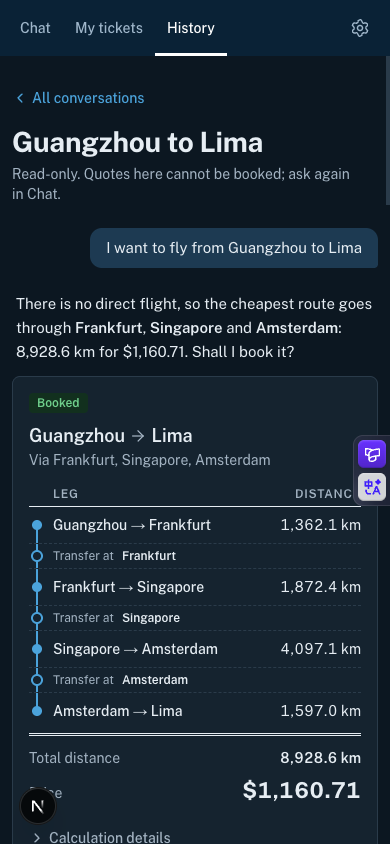 Chat My tickets History
All conversations
Guangzhou to Lima
Read-only. Quotes here cannot be booked; ask again
in Chat.
I want to fly from Guangzhou to Lima
There is no direct flight, so the cheapest route goes
through Frankfurt, Singapore and Amsterdam:
8,928.6 km for $1,160.71. Shall I book it?
Booked
Guangzhou → Lima
Via Frankfurt, Singapore, Amsterdam
LEG DISTANC
Guangzhou → Frankfurt 1,362.1 km
Transfer at Frankfurt
Frankfurt → Singapore 1,872.4 km
Transfer at Singapore
Singapore → Amsterdam 4,097.1 km
Transfer at Amsterdam
Amsterdam → Lima 1,597.0 km
Total distance 8,928.6 km
$1,160.71
N
Calculation details